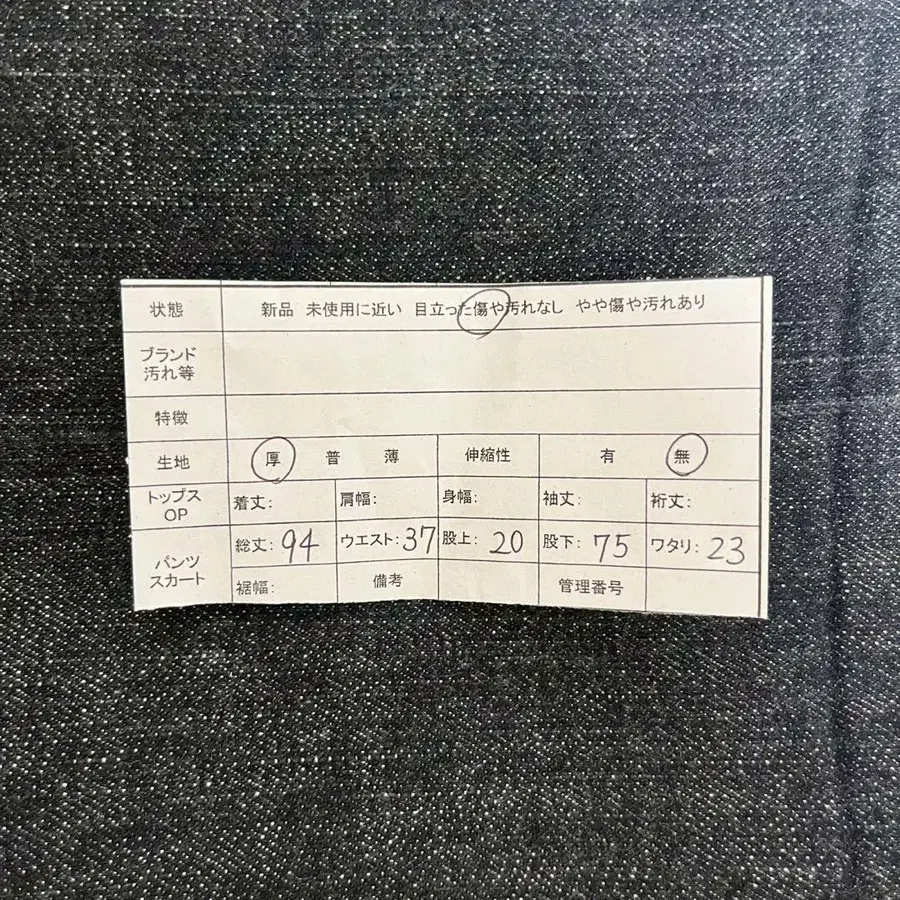 状態 新品 未使用に近い 目立った傷や汚れなし やや傷や汚れあり
ブランド
汚れ等
特徴
生地 厚 普 薄 伸縮性 有 無
トップス
OP 着丈: 肩幅: 身幅: 袖丈: 裄丈:
パンツ
スカート 総丈: 94 ウエスト: 37 股上: 20 股下: 75 ワタリ: 23
裾幅: 備考 管理番号